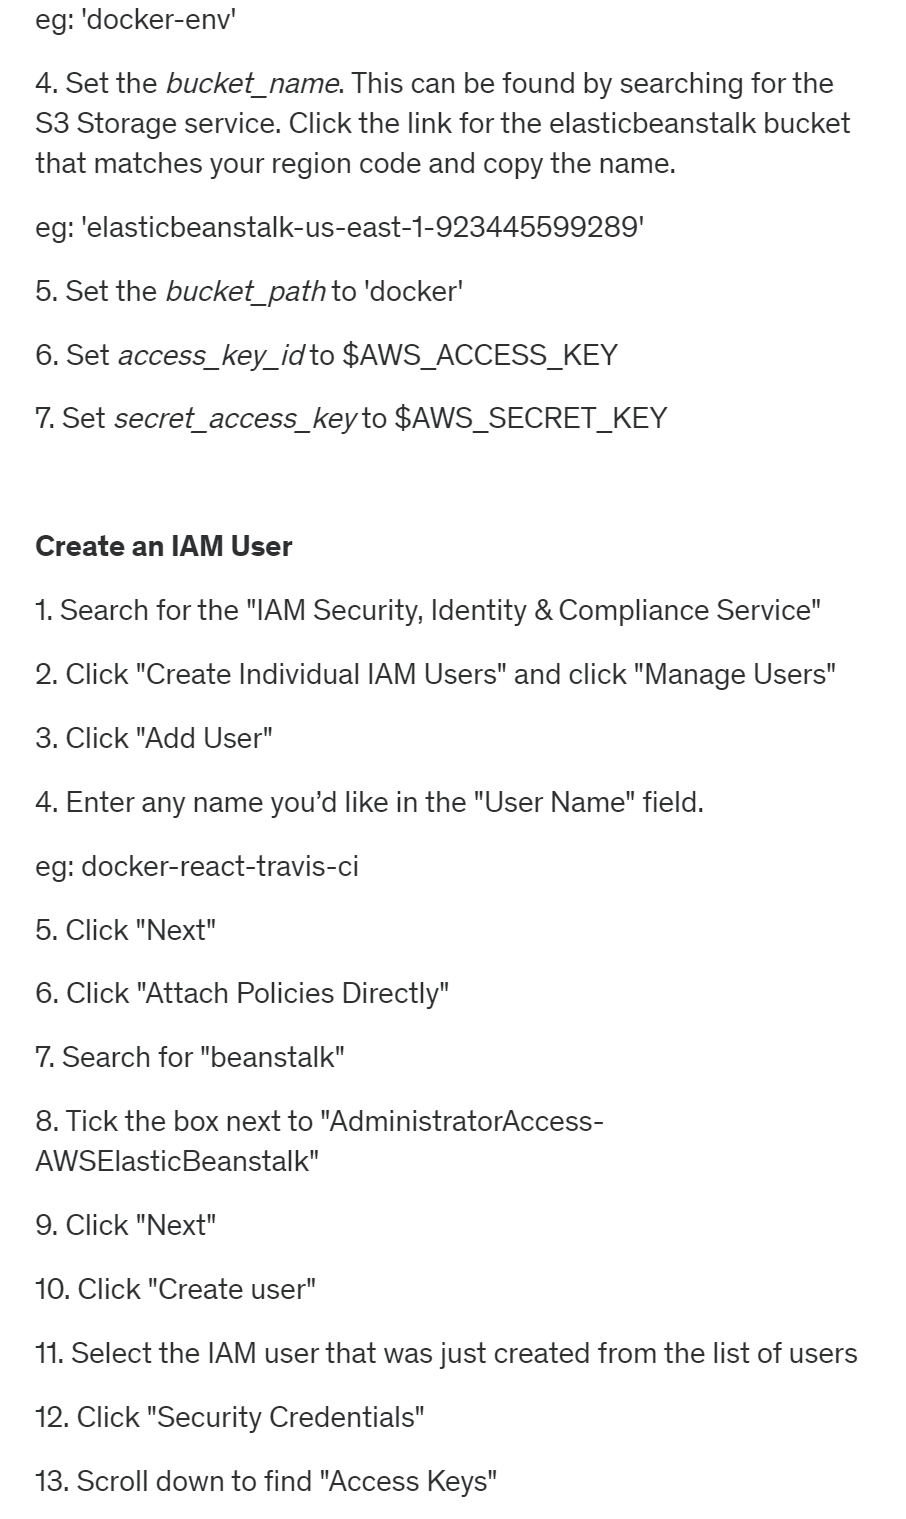 eg: 'docker-env'
4. Set the bucket_name. This can be found by searching for the
S3 Storage service. Click the link for the elasticbeanstalk bucket
that matches your region code and copy the name.
eg: 'elasticbeanstalk-us-east-1-923445599289'
5. Set the bucket_path to 'docker'
6. Set access_key_id to $AWS_ACCESS_KEY
7. Set secret_access_key to $AWS_SECRET_KEY
Create an IAM User
1. Search for the "IAM Security, Identity & Compliance Service"
2. Click "Create Individual IAM Users" and click "Manage Users"
3. Click "Add User"
4. Enter any name you’d like in the "User Name" field.
eg: docker-react-travis-ci
5. Click "Next"
6. Click "Attach Policies Directly"
7. Search for "beanstalk"
8. Tick the box next to "AdministratorAccess-
AWSElasticBeanstalk"
9. Click "Next"
10. Click "Create user"
11. Select the IAM user that was just created from the list of users
12. Click "Security Credentials"
13. Scroll down to find "Access Keys"